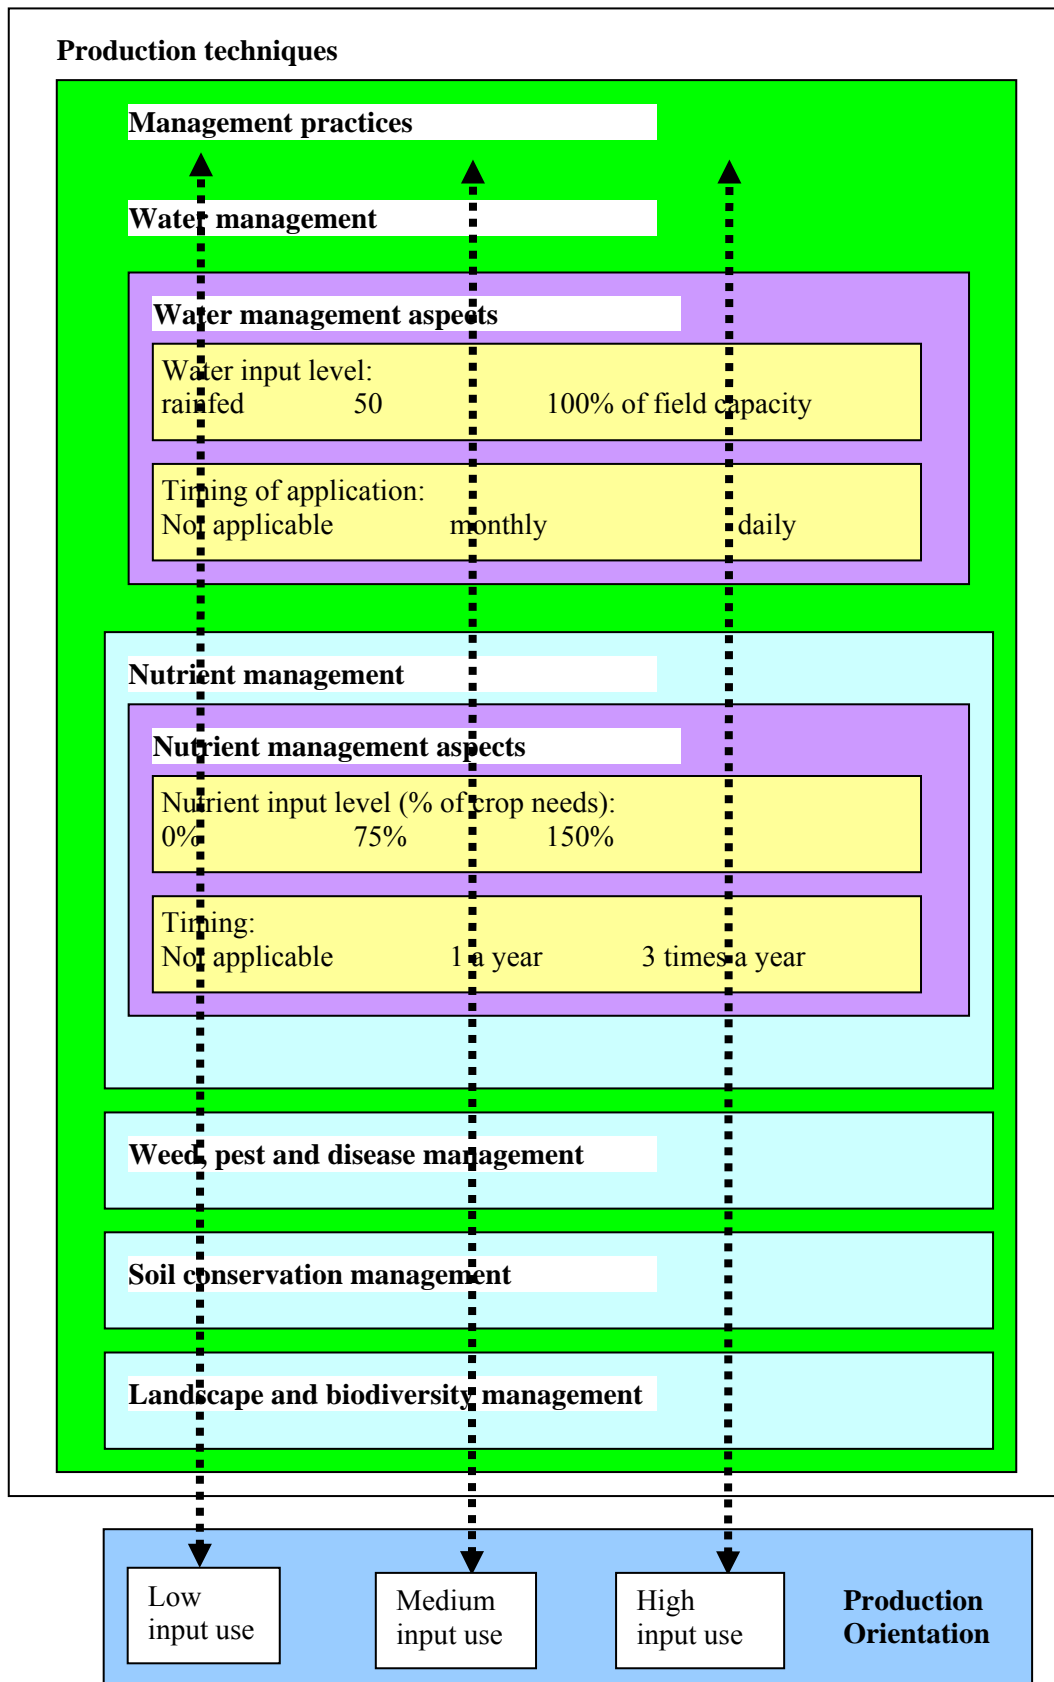 Production techniques
Management practices
Water management
Water management aspects
Water input level:
rainfed 50 100% of field capacity
Timing of application:
Not applicable monthly daily
Nutrient management
Nutrient management aspects
Nutrient input level (% of crop needs):
0% 75% 150%
Timing:
Not applicable 1 a year 3 times a year
Weed, pest and disease management
Soil conservation management
Landscape and biodiversity management
Low
input use
Medium
input use
High
input use
Production
Orientation